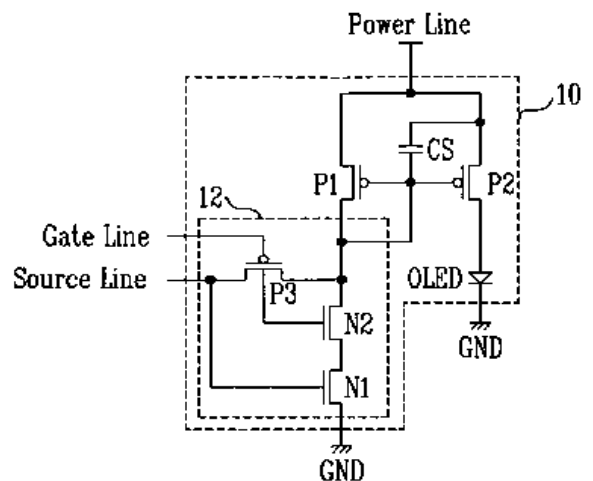 Power Line
10
CS
P1
P2
12
Gate Line
Source Line
P3
OLED
N2
GND
N1
GND